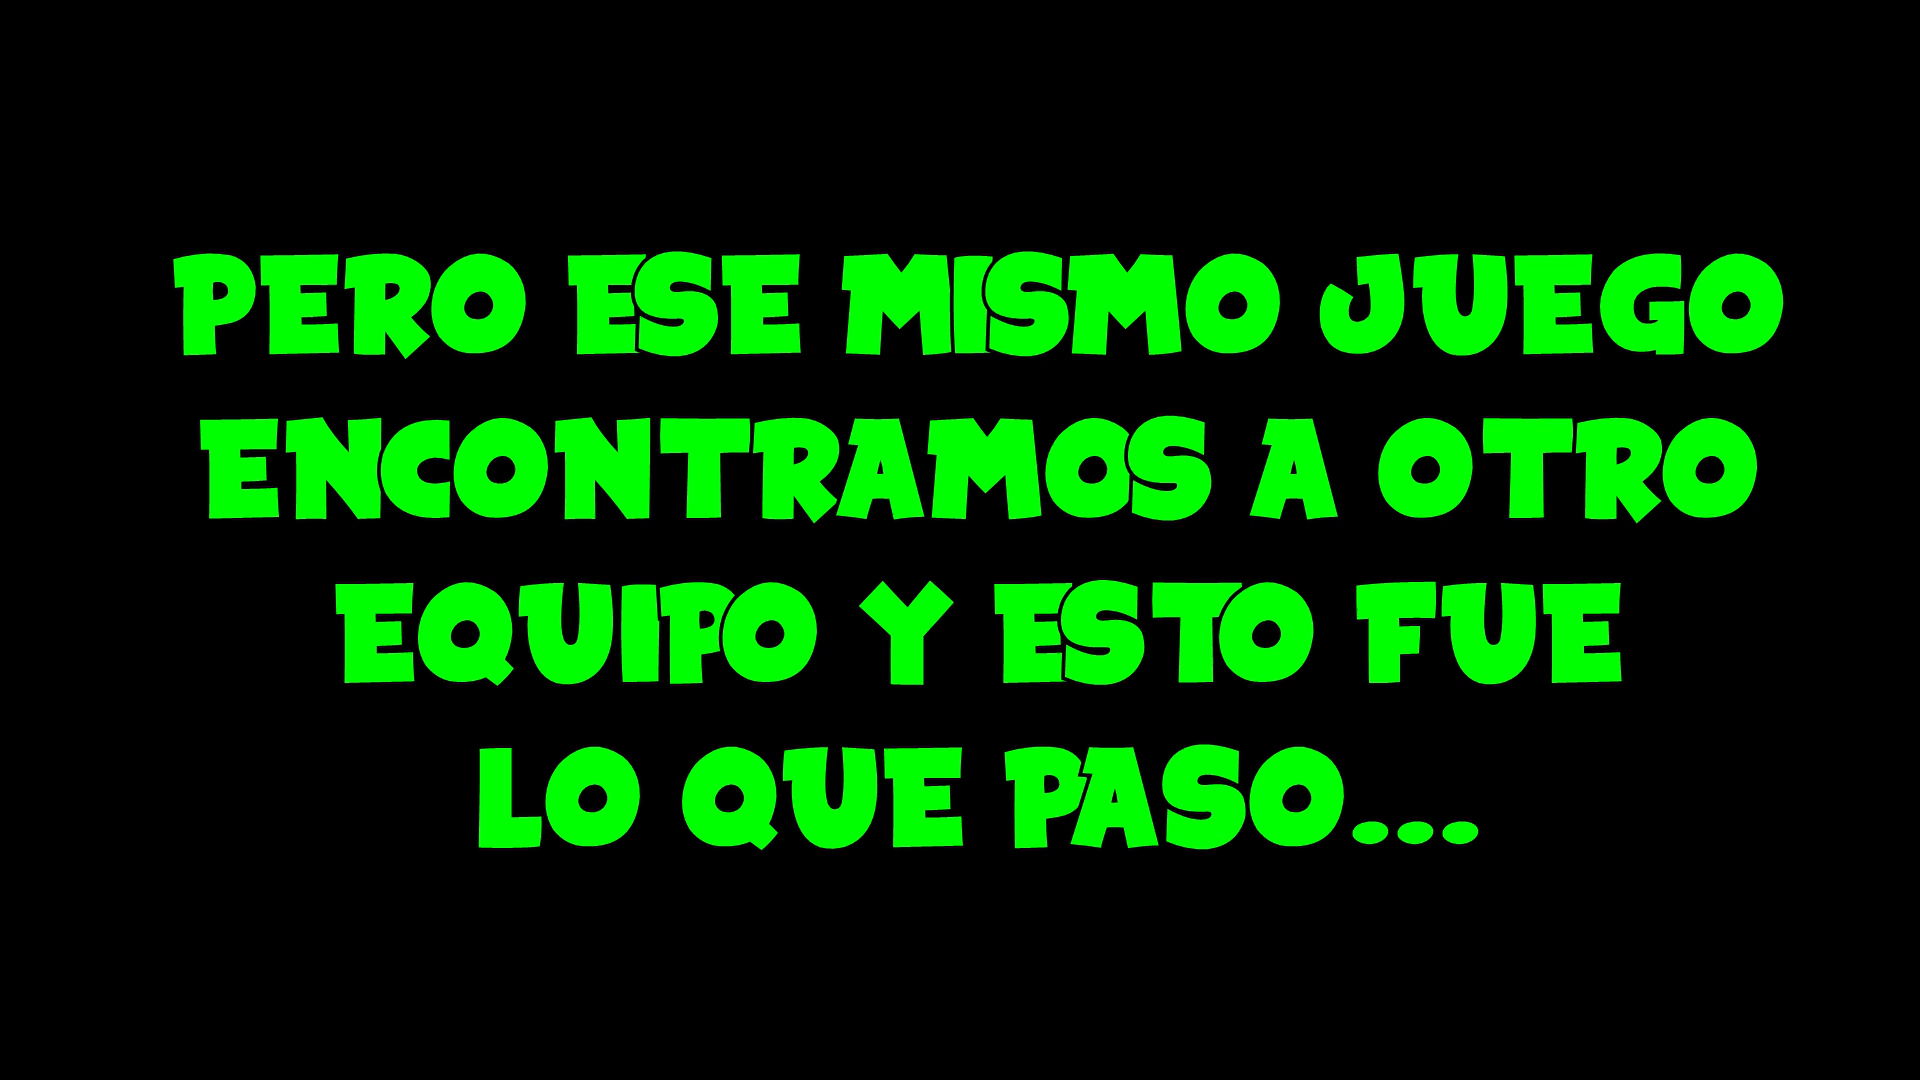 PERO ESE MISMO JUEGO
ENCONTRAMOS A OTRO
EQUIPO Y ESTO FUE
LO QUE PASO...